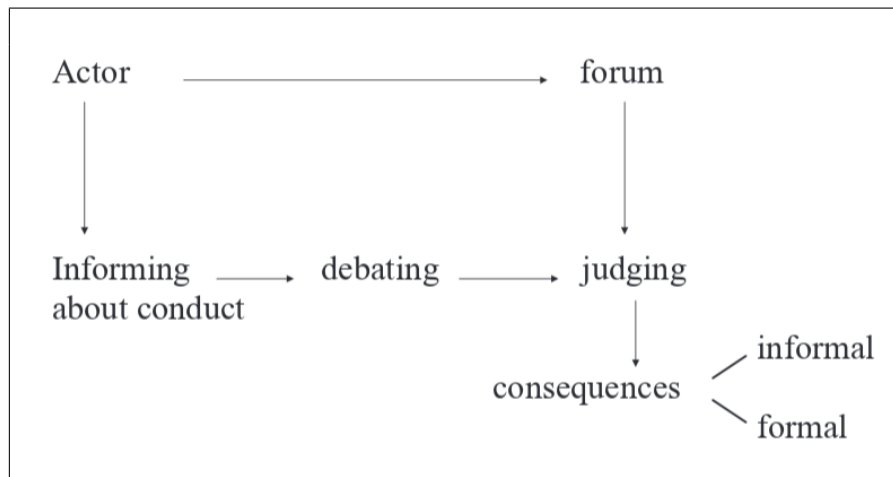 Actor
forum
Informing
about conduct
debating
judging
consequences
informal
formal